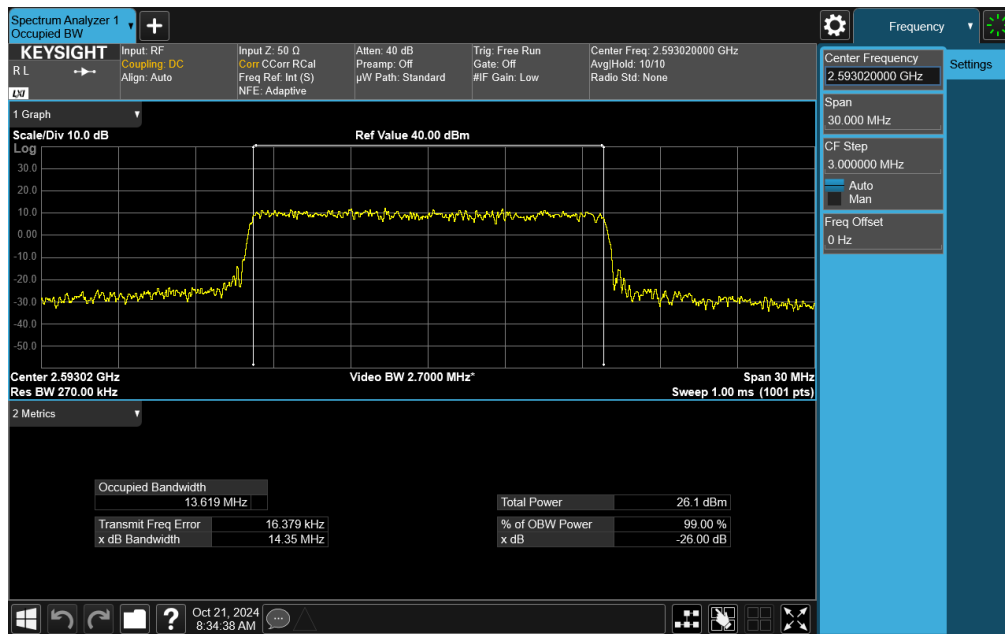 Spectrum Analyzer 1
Occupied BW
Frequency
KEYSIGHT
R L
LXI
Input: RF
Coupling: DC
Align: Auto
Input Z: 50 Ω
Corr CCorr RCal
Freq Ref: Int (S)
NFE: Adaptive
Atten: 40 dB
Preamp: Off
µW Path: Standard
Trig: Free Run
Gate: Off
#IF Gain: Low
Center Freq: 2.593020000 GHz
Avg|Hold: 10/10
Radio Std: None
Center Frequency
2.593020000 GHz
Settings
Span
30.000 MHz
CF Step
3.000000 MHz
Auto
Man
Freq Offset
0 Hz
1 Graph
Scale/Div 10.0 dB
Ref Value 40.00 dBm
Log
30.0
20.0
10.0
0.00
-10.0
-20.0
-30.0
-40.0
-50.0
Center 2.59302 GHz
Video BW 2.7000 MHz*
Span 30 MHz
Res BW 270.00 kHz
Sweep 1.00 ms (1001 pts)
2 Metrics
Occupied Bandwidth
13.619 MHz
Total Power 26.1 dBm
Transmit Freq Error 16.379 kHz
% of OBW Power 99.00 %
x dB Bandwidth 14.35 MHz
x dB -26.00 dB
Oct 21, 2024
8:34:38 AM